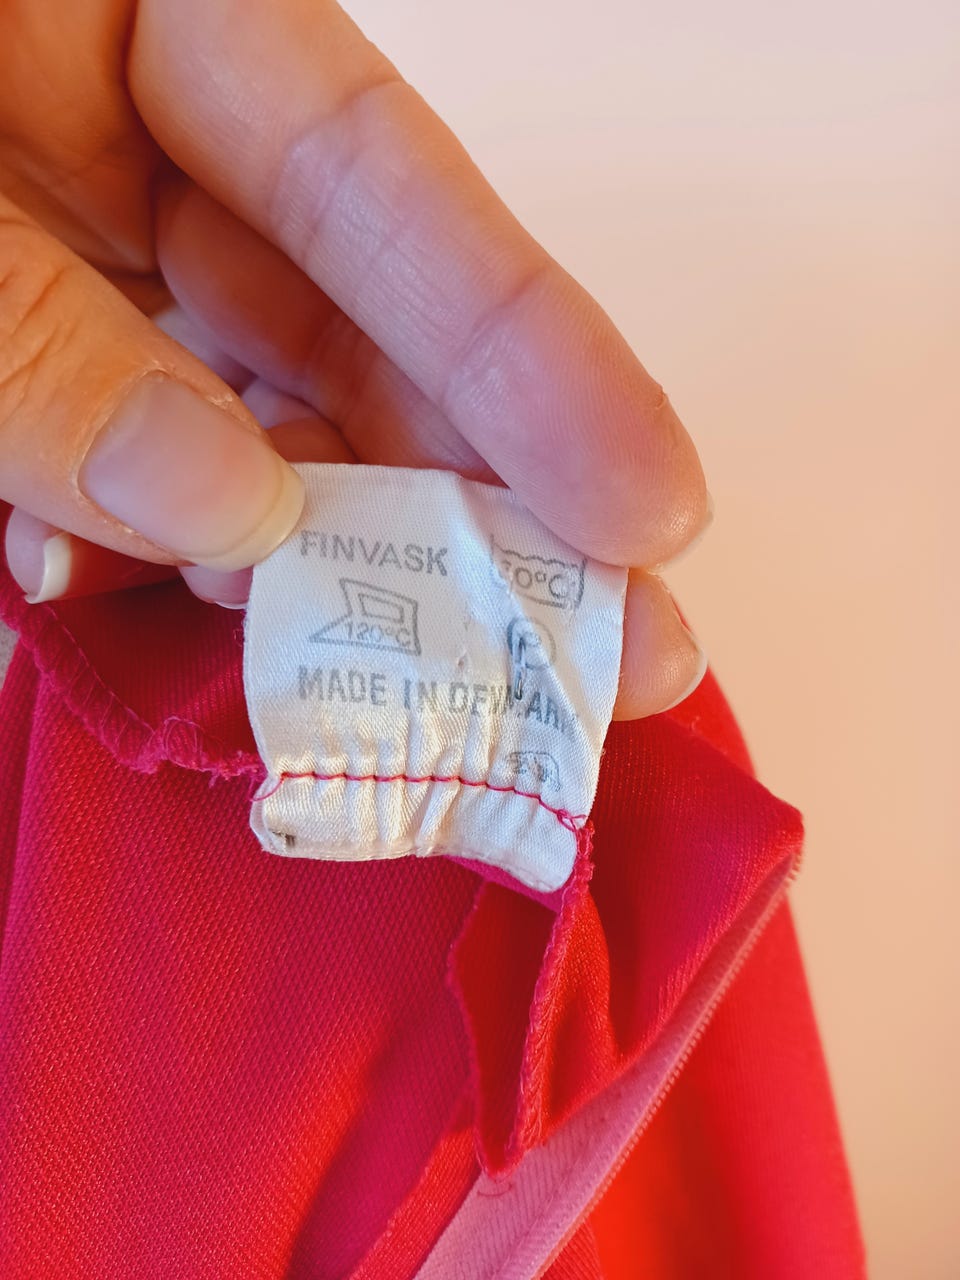 FINVASK 30°C
120°C P
MADE IN DENMARK